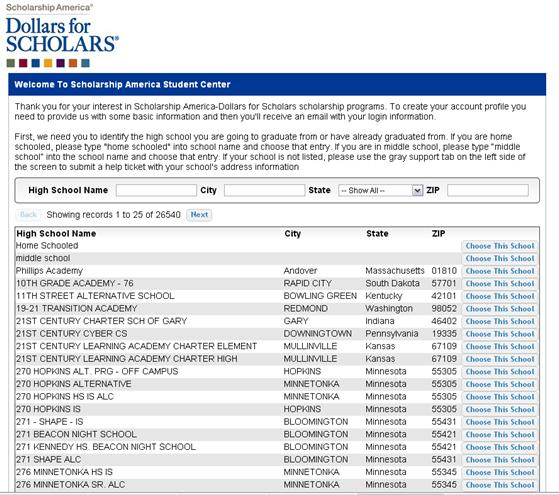 Scholarship America®
Dollars for
SCHOLARS®
Welcome To Scholarship America Student Center
Thank you for your interest in Scholarship America-Dollars for Scholars scholarship programs. To create your account profile you
need to provide us with some basic information and then you'll receive an email with your login information.
First, we need you to identify the high school you are going to graduate from or have already graduated from. If you are home
schooled, please type "home schooled" into school name and choose that entry. If you are in middle school, please type "middle
school" into the school name and choose that entry. If your school is not listed, please use the gray support tab on the left side of
the screen to submit a help ticket with your school's address information
High School Name City State -- Show All -- ZIP
Back Showing records 1 to 25 of 26540 Next
High School Name City State ZIP
Home Schooled Choose This School
middle school Choose This School
Phillips Academy Andover Massachusetts 01810 Choose This School
10TH GRADE ACADEMY - 76 RAPID CITY South Dakota 57701 Choose This School
11TH STREET ALTERNATIVE SCHOOL BOWLING GREEN Kentucky 42101 Choose This School
19-21 TRANSITION ACADEMY REDMOND Washington 98052 Choose This School
21ST CENTURY CHARTER SCH OF GARY GARY Indiana 46402 Choose This School
21ST CENTURY CYBER CS DOWNINGTOWN Pennsylvania 19335 Choose This School
21ST CENTURY LEARNING ACADEMY CHARTER ELEMENT MULLINVILLE Kansas 67109 Choose This School
21ST CENTURY LEARNING ACADEMY CHARTER HIGH MULLINVILLE Kansas 67109 Choose This School
270 HOPKINS ALT. PRG - OFF CAMPUS HOPKINS Minnesota 55305 Choose This School
270 HOPKINS ALTERNATIVE MINNETONKA Minnesota 55305 Choose This School
270 HOPKINS HS IS ALC MINNETONKA Minnesota 55305 Choose This School
270 HOPKINS IS HOPKINS Minnesota 55305 Choose This School
271 - SHAPE - IS BLOOMINGTON Minnesota 55431 Choose This School
271 BEACON NIGHT SCHOOL BLOOMINGTON Minnesota 55421 Choose This School
271 KENNEDY HS. BEACON NIGHT SCHOOL BLOOMINGTON Minnesota 55421 Choose This School
271 SHAPE ALC BLOOMINGTON Minnesota 55431 Choose This School
276 MINNETONKA HS IS MINNETONKA Minnesota 55345 Choose This School
276 MINNETONKA SR. ALC MINNETONKA Minnesota 55345 Choose This School